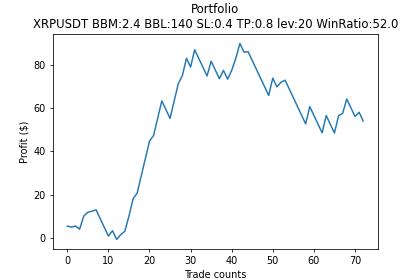 Portfolio
XRPUSDT BBM:2.4 BBL:140 SL:0.4 TP:0.8 lev:20 WinRatio:52.0
Profit ($)
80
60
40
20
0
0 10 20 30 40 50 60 70
Trade counts